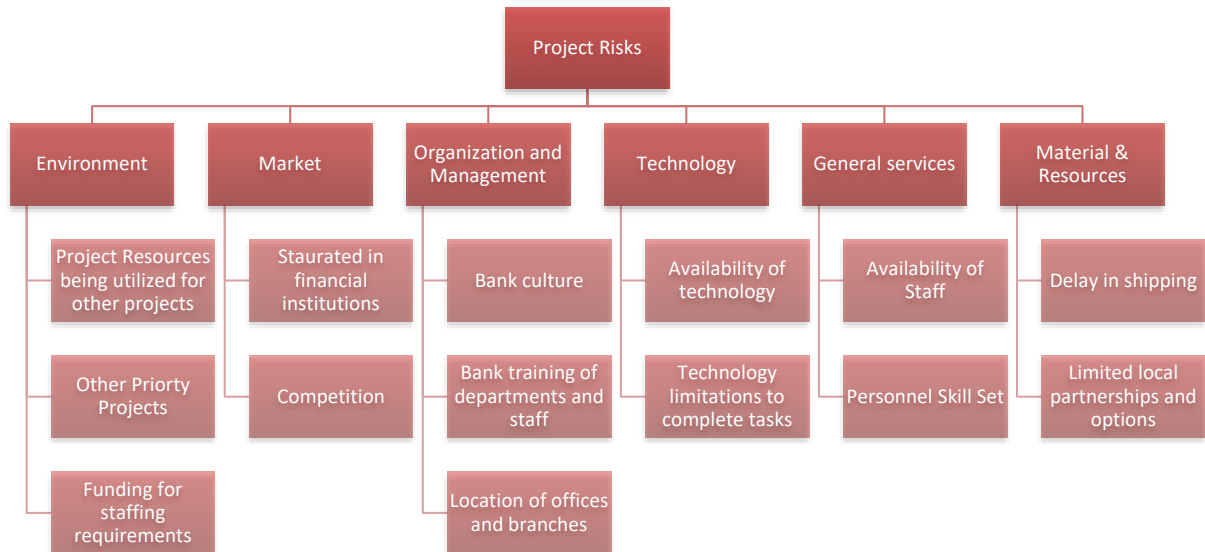 Project Risks
Environment
Project Resources
being utilized for
other projects
Other Priorty
Projects
Funding for
staffing
requirements
Market
Staurated in
financial
institutions
Competition
Organization and
Management
Bank culture
Bank training of
departments and
staff
Location of offices
and branches
Technology
Availability of
technology
Technology
limitations to
complete tasks
General services
Availability of
Staff
Personnel Skill Set
Material &
Resources
Delay in shipping
Limited local
partnerships and
options